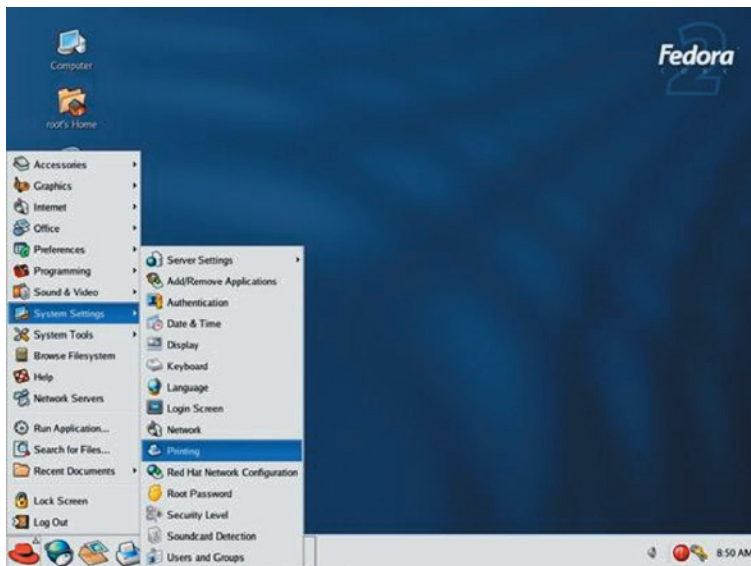 Computer
root's Home
Fedora
CORE
2
Accessories
Graphics
Internet
Office
Preferences
Programming
Sound & Video
System Settings
System Tools
Browse Filesystem
Help
Network Servers
Run Application...
Search for Files...
Recent Documents
Lock Screen
Log Out
Server Settings
Add/Remove Applications
Authentication
Date & Time
Display
Keyboard
Language
Login Screen
Network
Printing
Red Hat Network Configuration
Root Password
Security Level
Soundcard Detection
Users and Groups
8:50 AM